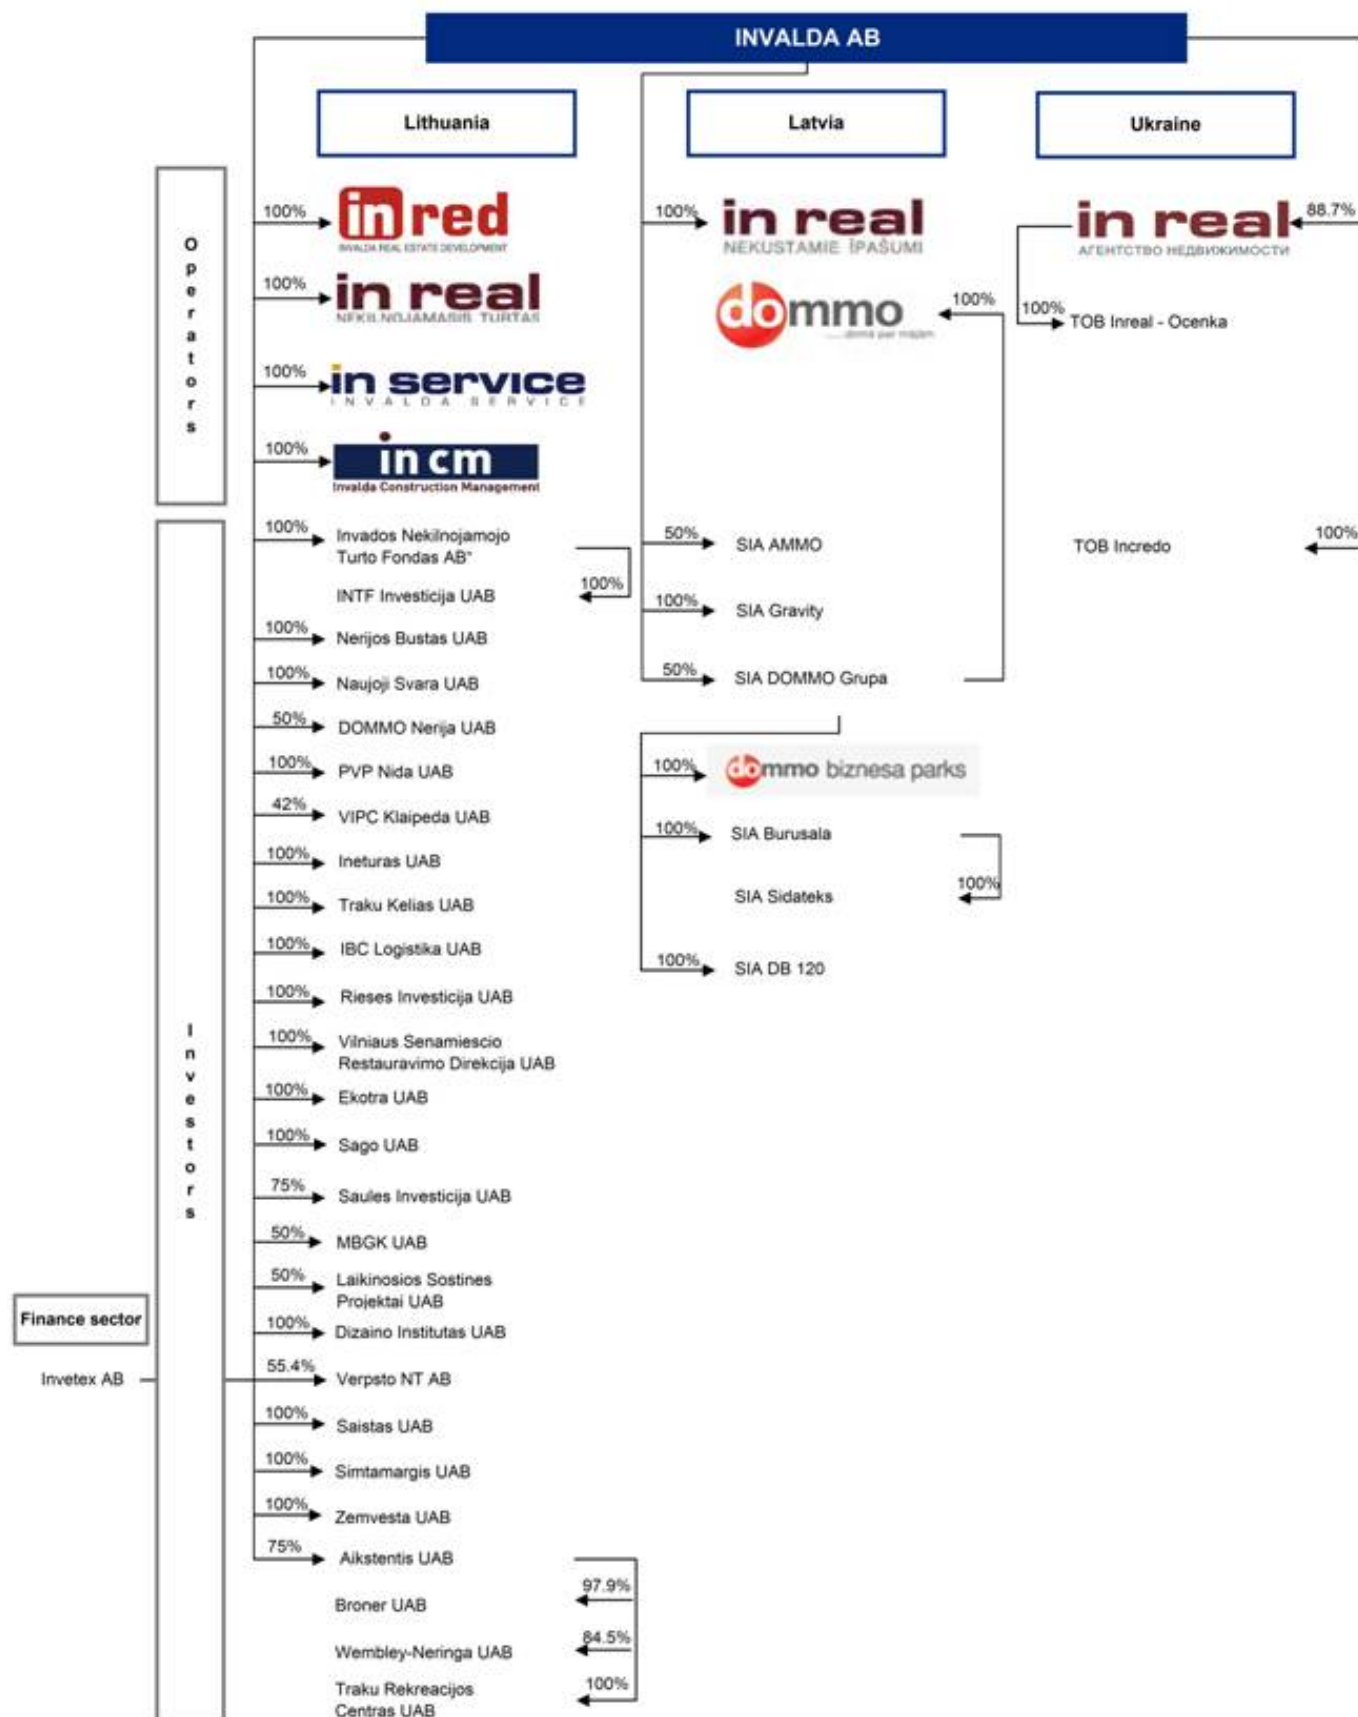 INVALDA AB
Lithuania
Latvia
Ukraine
Operators
100%
in red
INVALDA REAL ESTATE DEVELOPMENT
100%
in real
NEKILNOJAMASIS TURTAS
100%
in service
INVALDA SERVICE
100%
in cm
Invalda Construction Management
100%
in real
NEKUSTAMIE ĪPAŠUMI
dommo
100%
in real
АГЕНТСТВО НЕДВИЖИМОСТИ
88.7%
100%
TOB Inreal - Ocenka
Investors
100%
Invados Nekilnojamojo
Turto Fondas AB*
INTF Investicija UAB
100%
100%
Nerijos Bustas UAB
100%
Naujoji Svara UAB
50%
DOMMO Nerija UAB
100%
PVP Nida UAB
42%
VIPC Klaipeda UAB
100%
Ineturas UAB
100%
Traku Kelias UAB
100%
IBC Logistika UAB
100%
Rieses Investicija UAB
100%
Vilniaus Senamiescio
Restauravimo Direkcija UAB
100%
Ekotra UAB
100%
Sago UAB
75%
Saules Investicija UAB
50%
MBGK UAB
50%
Laikinosios Sostines
Projektai UAB
100%
Dizaino Institutas UAB
Finance sector
Invetex AB
55.4%
Verpsto NT AB
100%
Saistas UAB
100%
Simtamargis UAB
100%
Zemvesta UAB
75%
Aikstentis UAB
Broner UAB
97.9%
Wembley-Neringa UAB
84.5%
Traku Rekreacijos
Centras UAB
100%
50%
SIA AMMO
100%
SIA Gravity
50%
SIA DOMMO Grupa
100%
dommo biznesa parks
100%
SIA Burusala
SIA Sidateks
100%
100%
SIA DB 120
TOB Incredo
100%